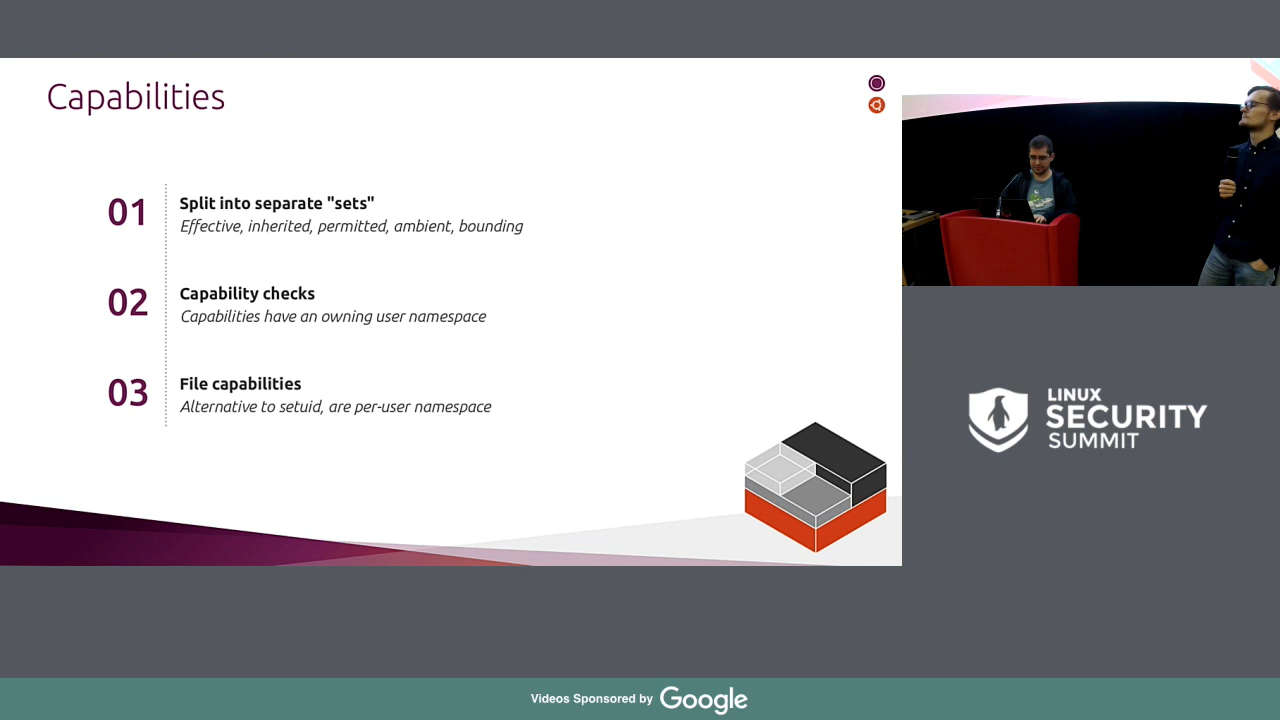 Capabilities
01
Split into separate "sets"
Effective, inherited, permitted, ambient, bounding
02
Capability checks
Capabilities have an owning user namespace
03
File capabilities
Alternative to setuid, are per-user namespace
LINUX
SECURITY
SUMMIT
Videos Sponsored by Google